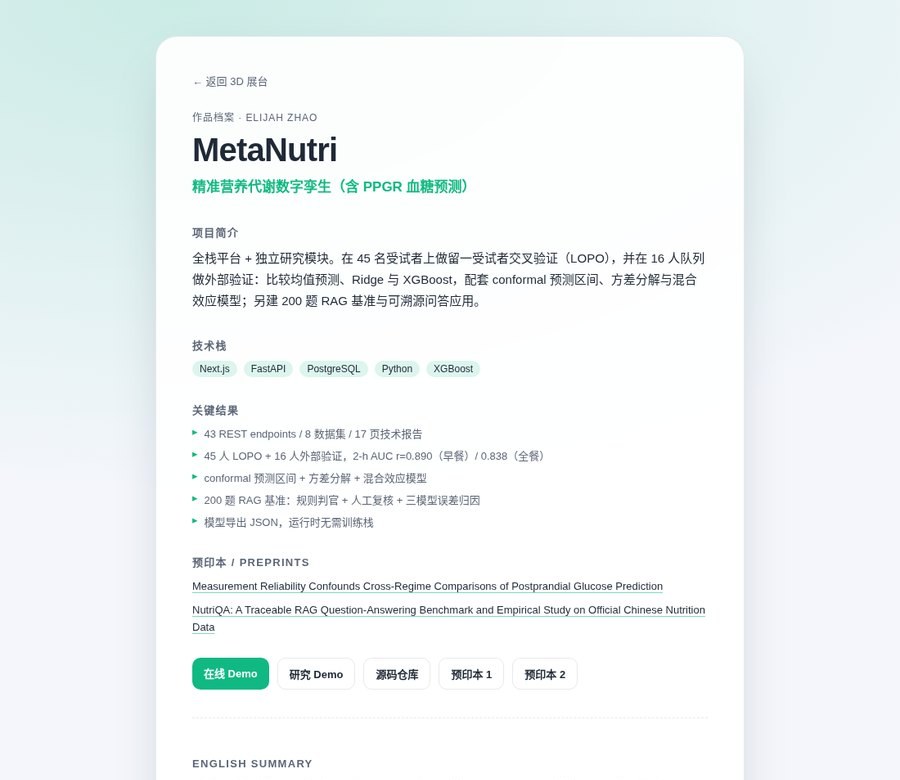 ← 返回 3D 展台
作品档案 · ELIJAH ZHAO
MetaNutri
精准营养代谢数字孪生（含 PPGR 血糖预测）
项目简介
全栈平台 + 独立研究模块。在 45 名受试者上做留一受试者交叉验证（LOPO），并在 16 人队列
做外部验证：比较均值预测、Ridge 与 XGBoost，配套 conformal 预测区间、方差分解与混合
效应模型；另建 200 题 RAG 基准与可溯源问答应用。
技术栈
Next.js FastAPI PostgreSQL Python XGBoost
关键结果
▸ 43 REST endpoints / 8 数据集 / 17 页技术报告
▸ 45 人 LOPO + 16 人外部验证，2-h AUC r=0.890（早餐）/ 0.838（全餐）
▸ conformal 预测区间 + 方差分解 + 混合效应模型
▸ 200 题 RAG 基准：规则判官 + 人工复核 + 三模型误差归因
▸ 模型导出 JSON，运行时无需训练栈
预印本 / PREPRINTS
Measurement Reliability Confounds Cross-Regime Comparisons of Postprandial Glucose Prediction
NutriQA: A Traceable RAG Question-Answering Benchmark and Empirical Study on Official Chinese Nutrition
Data
在线 Demo 研究 Demo 源码仓库 预印本 1 预印本 2
ENGLISH SUMMARY